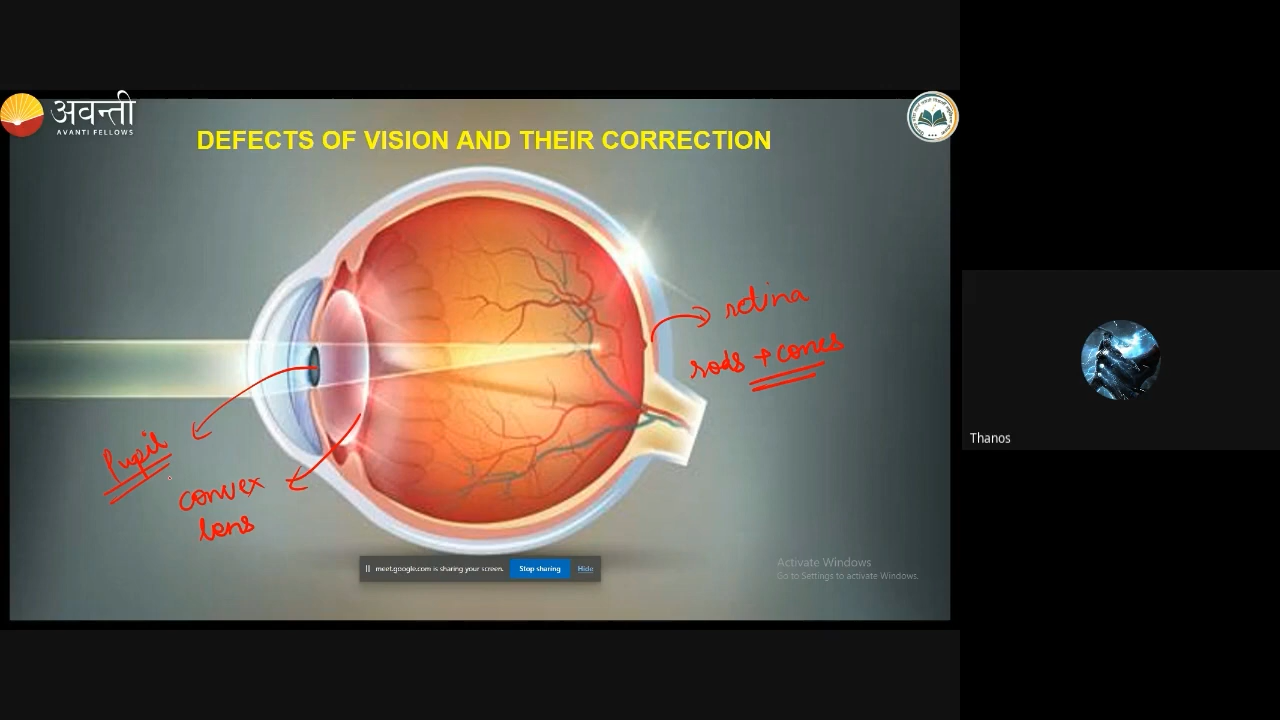 अवन्ती
AVANTI FELLOWS
DEFECTS OF VISION AND THEIR CORRECTION
retina
rods + cones
Pupil
convex
lens
Thanos
meet.google.com is sharing your screen.
Stop sharing
Hide
Activate Windows
Go to Settings to activate Windows.